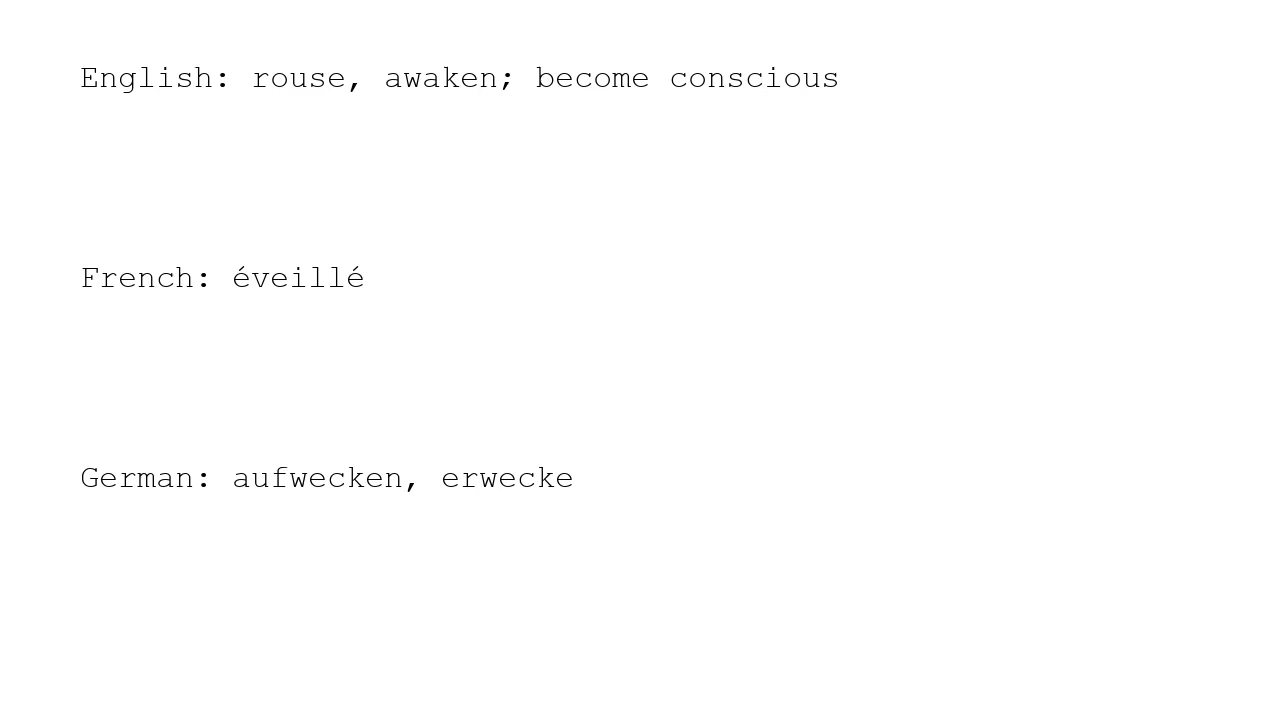 English: rouse, awaken; become conscious
French: éveillé
German: aufwecken, erwecke